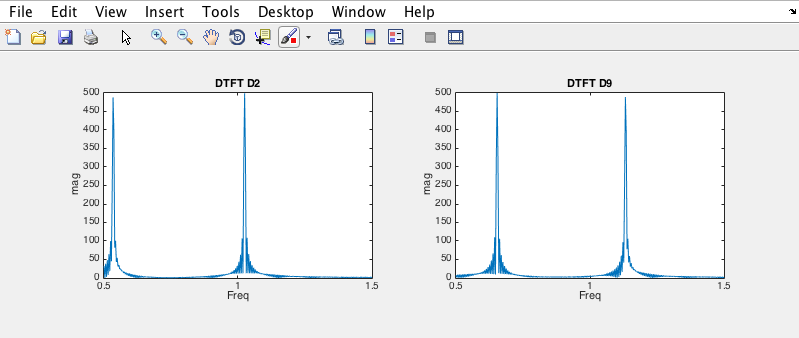 File Edit View Insert Tools Desktop Window Help
DTFT D2
500
450
400
350
300
250
200
150
100
50
0
mag
0.5 1 1.5
Freq
DTFT D9
500
450
400
350
300
250
200
150
100
50
0
mag
0.5 1 1.5
Freq